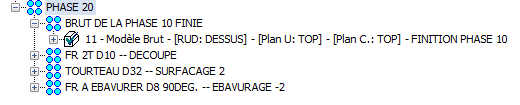 PHASE 20
BRUT DE LA PHASE 10 FINIE
11 - Modèle Brut - [RUD: DESSUS] - [Plan U: TOP] - [Plan C.: TOP] - FINITION PHASE 10
FR 2T D10 -- DECOUPE
TOURTEAU D32 -- SURFACAGE 2
FR A EBAVURER D8 90DEG. -- EBAVURAGE -2